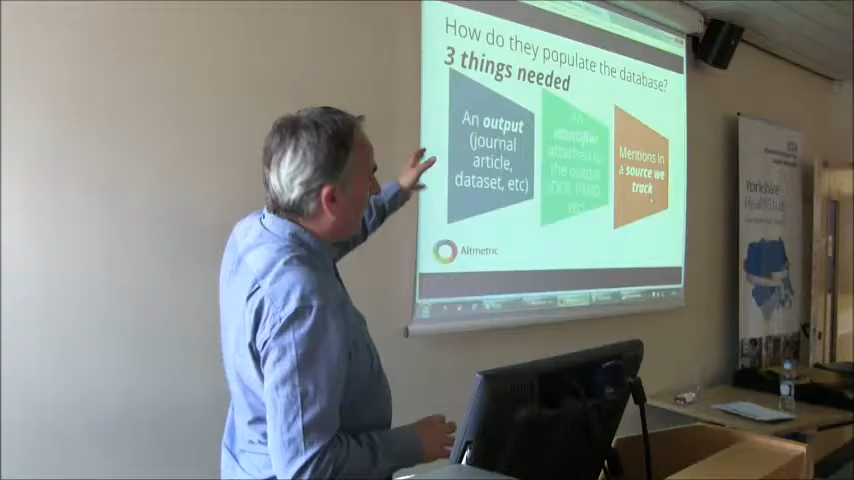 How do they populate the database?
3 things needed
An output
(journal
article,
dataset, etc)
An
identifier
attached to
the output
Mentions in
a source we
track
Altmetric
NHS
Yorkshire